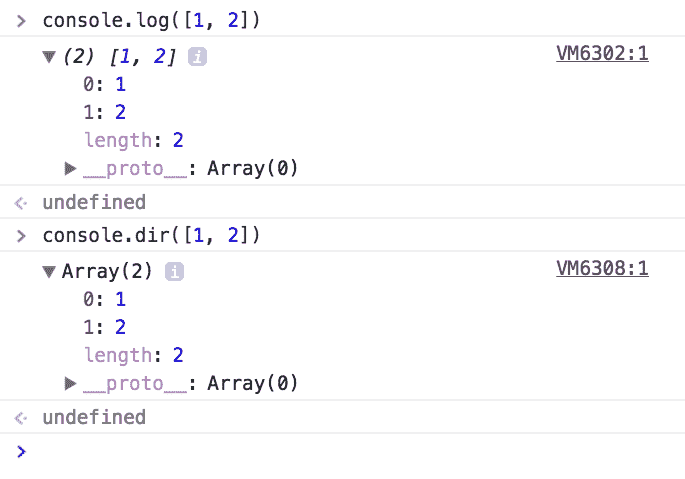 > console.log([1, 2])
▼ (2) [1, 2] i VM6302:1
0: 1
1: 2
length: 2
▶ __proto__: Array(0)
<· undefined
> console.dir([1, 2])
▼ Array(2) i VM6308:1
0: 1
1: 2
length: 2
▶ __proto__: Array(0)
<· undefined
>